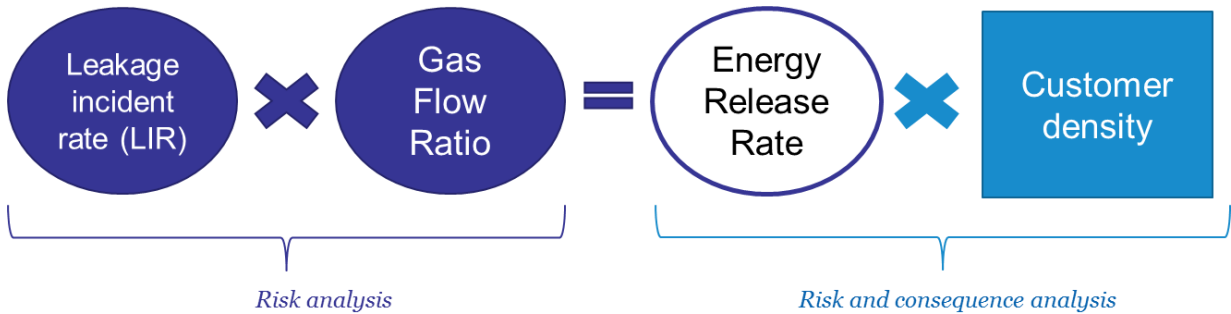 Leakage
incident
rate (LIR)
Gas
Flow
Ratio
Energy
Release
Rate
Customer
density
Risk analysis
Risk and consequence analysis